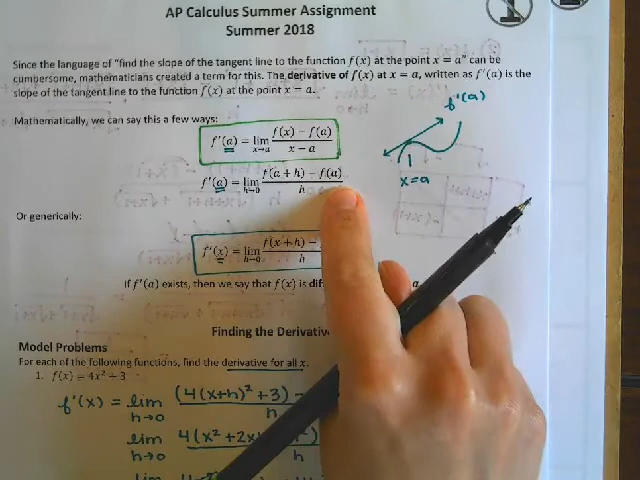 AP Calculus Summer Assignment
Summer 2018
Since the language of "find the slope of the tangent line to the function f(x) at the point x = a" can be
cumbersome, mathematicians created a term for this. The derivative of f(x) at x = a, written as f'(a) is the
slope of the tangent line to the function f(x) at the point x = a.
f'(a)
Mathematically, we can say this a few ways:
f'(a) = lim x→a (f(x) − f(a))/(x − a)
x=a
f'(a) = lim h→0 (f(a + h) − f(a))/h
Or generically:
f'(x) = lim h→0 (f(x + h) −)/h
If f'(a) exists, then we say that f(x) is a.
Finding the
Model Problems
For each of the following functions, find the derivative for all x.
1. f(x) = 4x² + 3
f'(x) = lim h→0 (4(x+h)² + 3) − / h
lim h→0 4(x² + 2x / h
lim